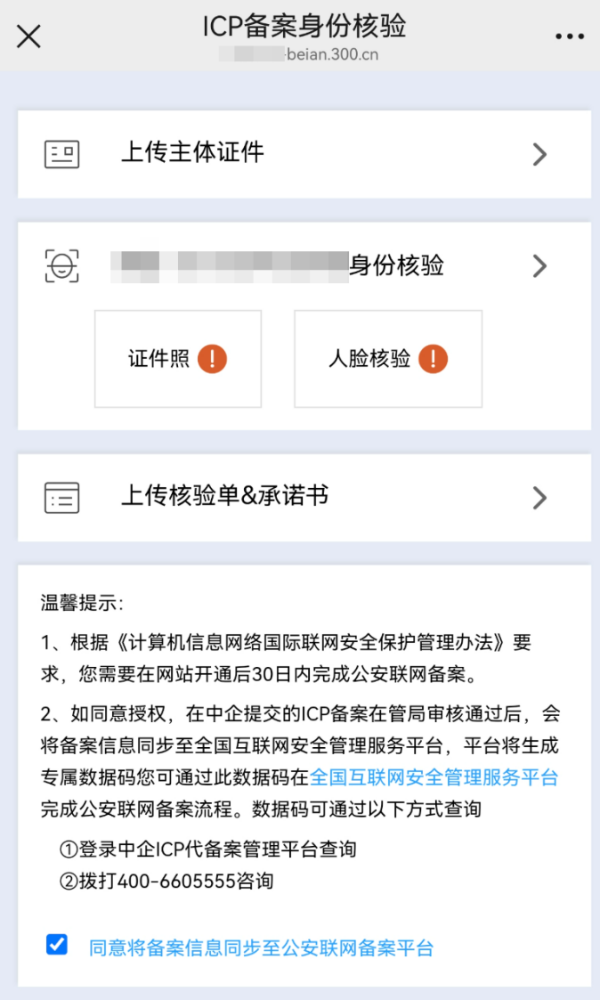 ICP备案身份核验
-beian.300.cn
上传主体证件
身份核验
证件照
人脸核验
上传核验单&承诺书
温馨提示:
1、根据《计算机信息网络国际联网安全保护管理办法》要
求，您需要在网站开通后30日内完成公安联网备案。
2、如同意授权，在中企提交的ICP备案在管局审核通过后，会
将备案信息同步至全国互联网安全管理服务平台，平台将生成
专属数据码您可通过此数据码在全国互联网安全管理服务平台
完成公安联网备案流程。数据码可通过以下方式查询
①登录中企ICP代备案管理平台查询
②拨打400-6605555咨询
同意将备案信息同步至公安联网备案平台